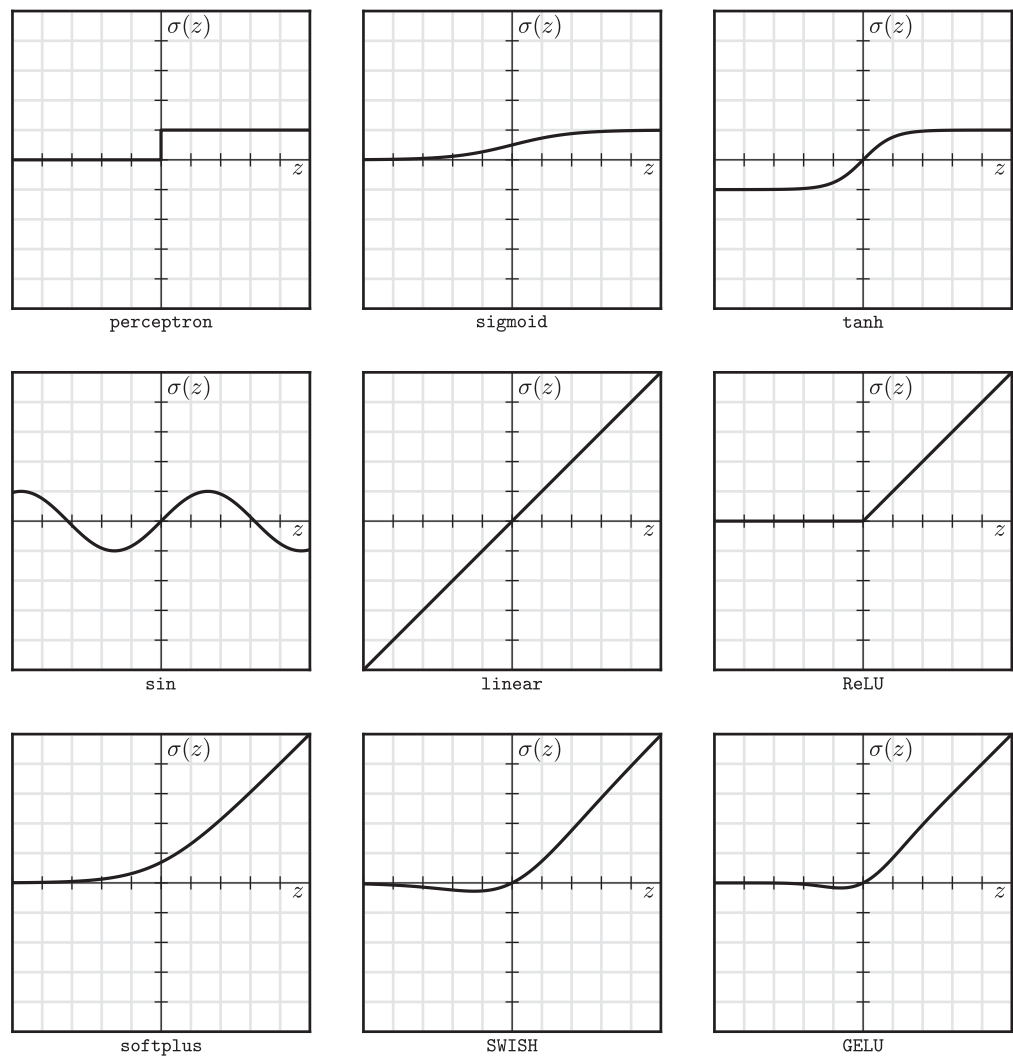 σ(z) σ(z) σ(z)
z z z
perceptron sigmoid tanh
σ(z) σ(z) σ(z)
z z z
sin linear ReLU
σ(z) σ(z) σ(z)
z z z
softplus SWISH GELU